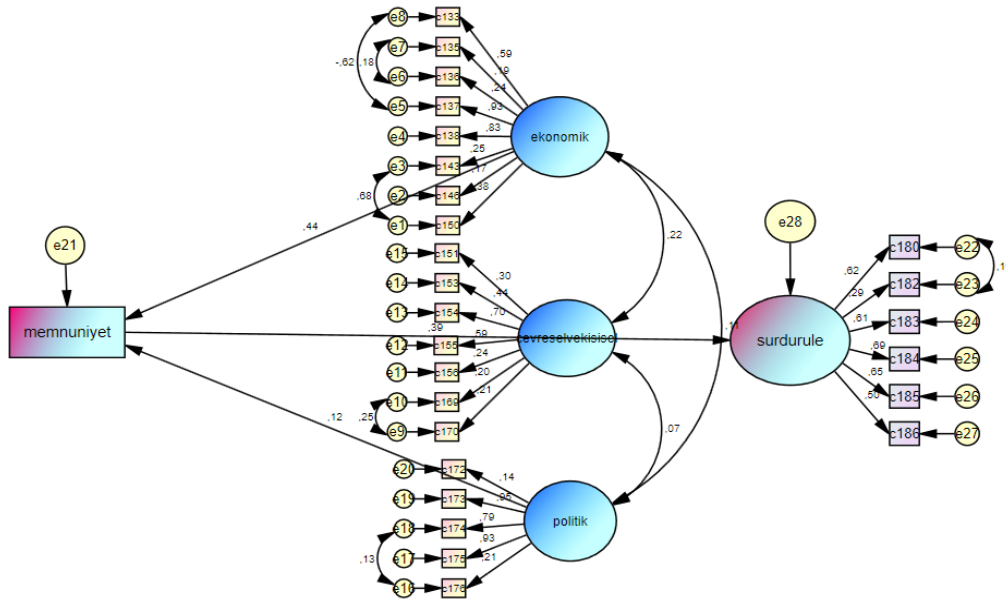 e8
c133
e7
c135
,59
-,62
,18
,19
e6
c136
,24
e5
c137
,93
e4
c138
,83
ekonomik
e3
c143
,25
,17
e2
c146
,38
,68
e1
c150
,44
,22
e21
e15
c151
e28
c180
e22
,30
,62
e14
c153
,44
c182
e23
,29
e13
c154
,70
c183
e24
,61
memnuniyet
,39
,59
,11
e12
c155
surdurule
,69
c184
e25
,24
e11
c156
,20
,65
c185
e26
e10
c169
,21
,50
,12
,25
e9
c170
,07
c186
e27
e20
c172
,14
e19
c173
e18
c174
,79
politik
,93
e17
c175
,13
,21
e16
c176